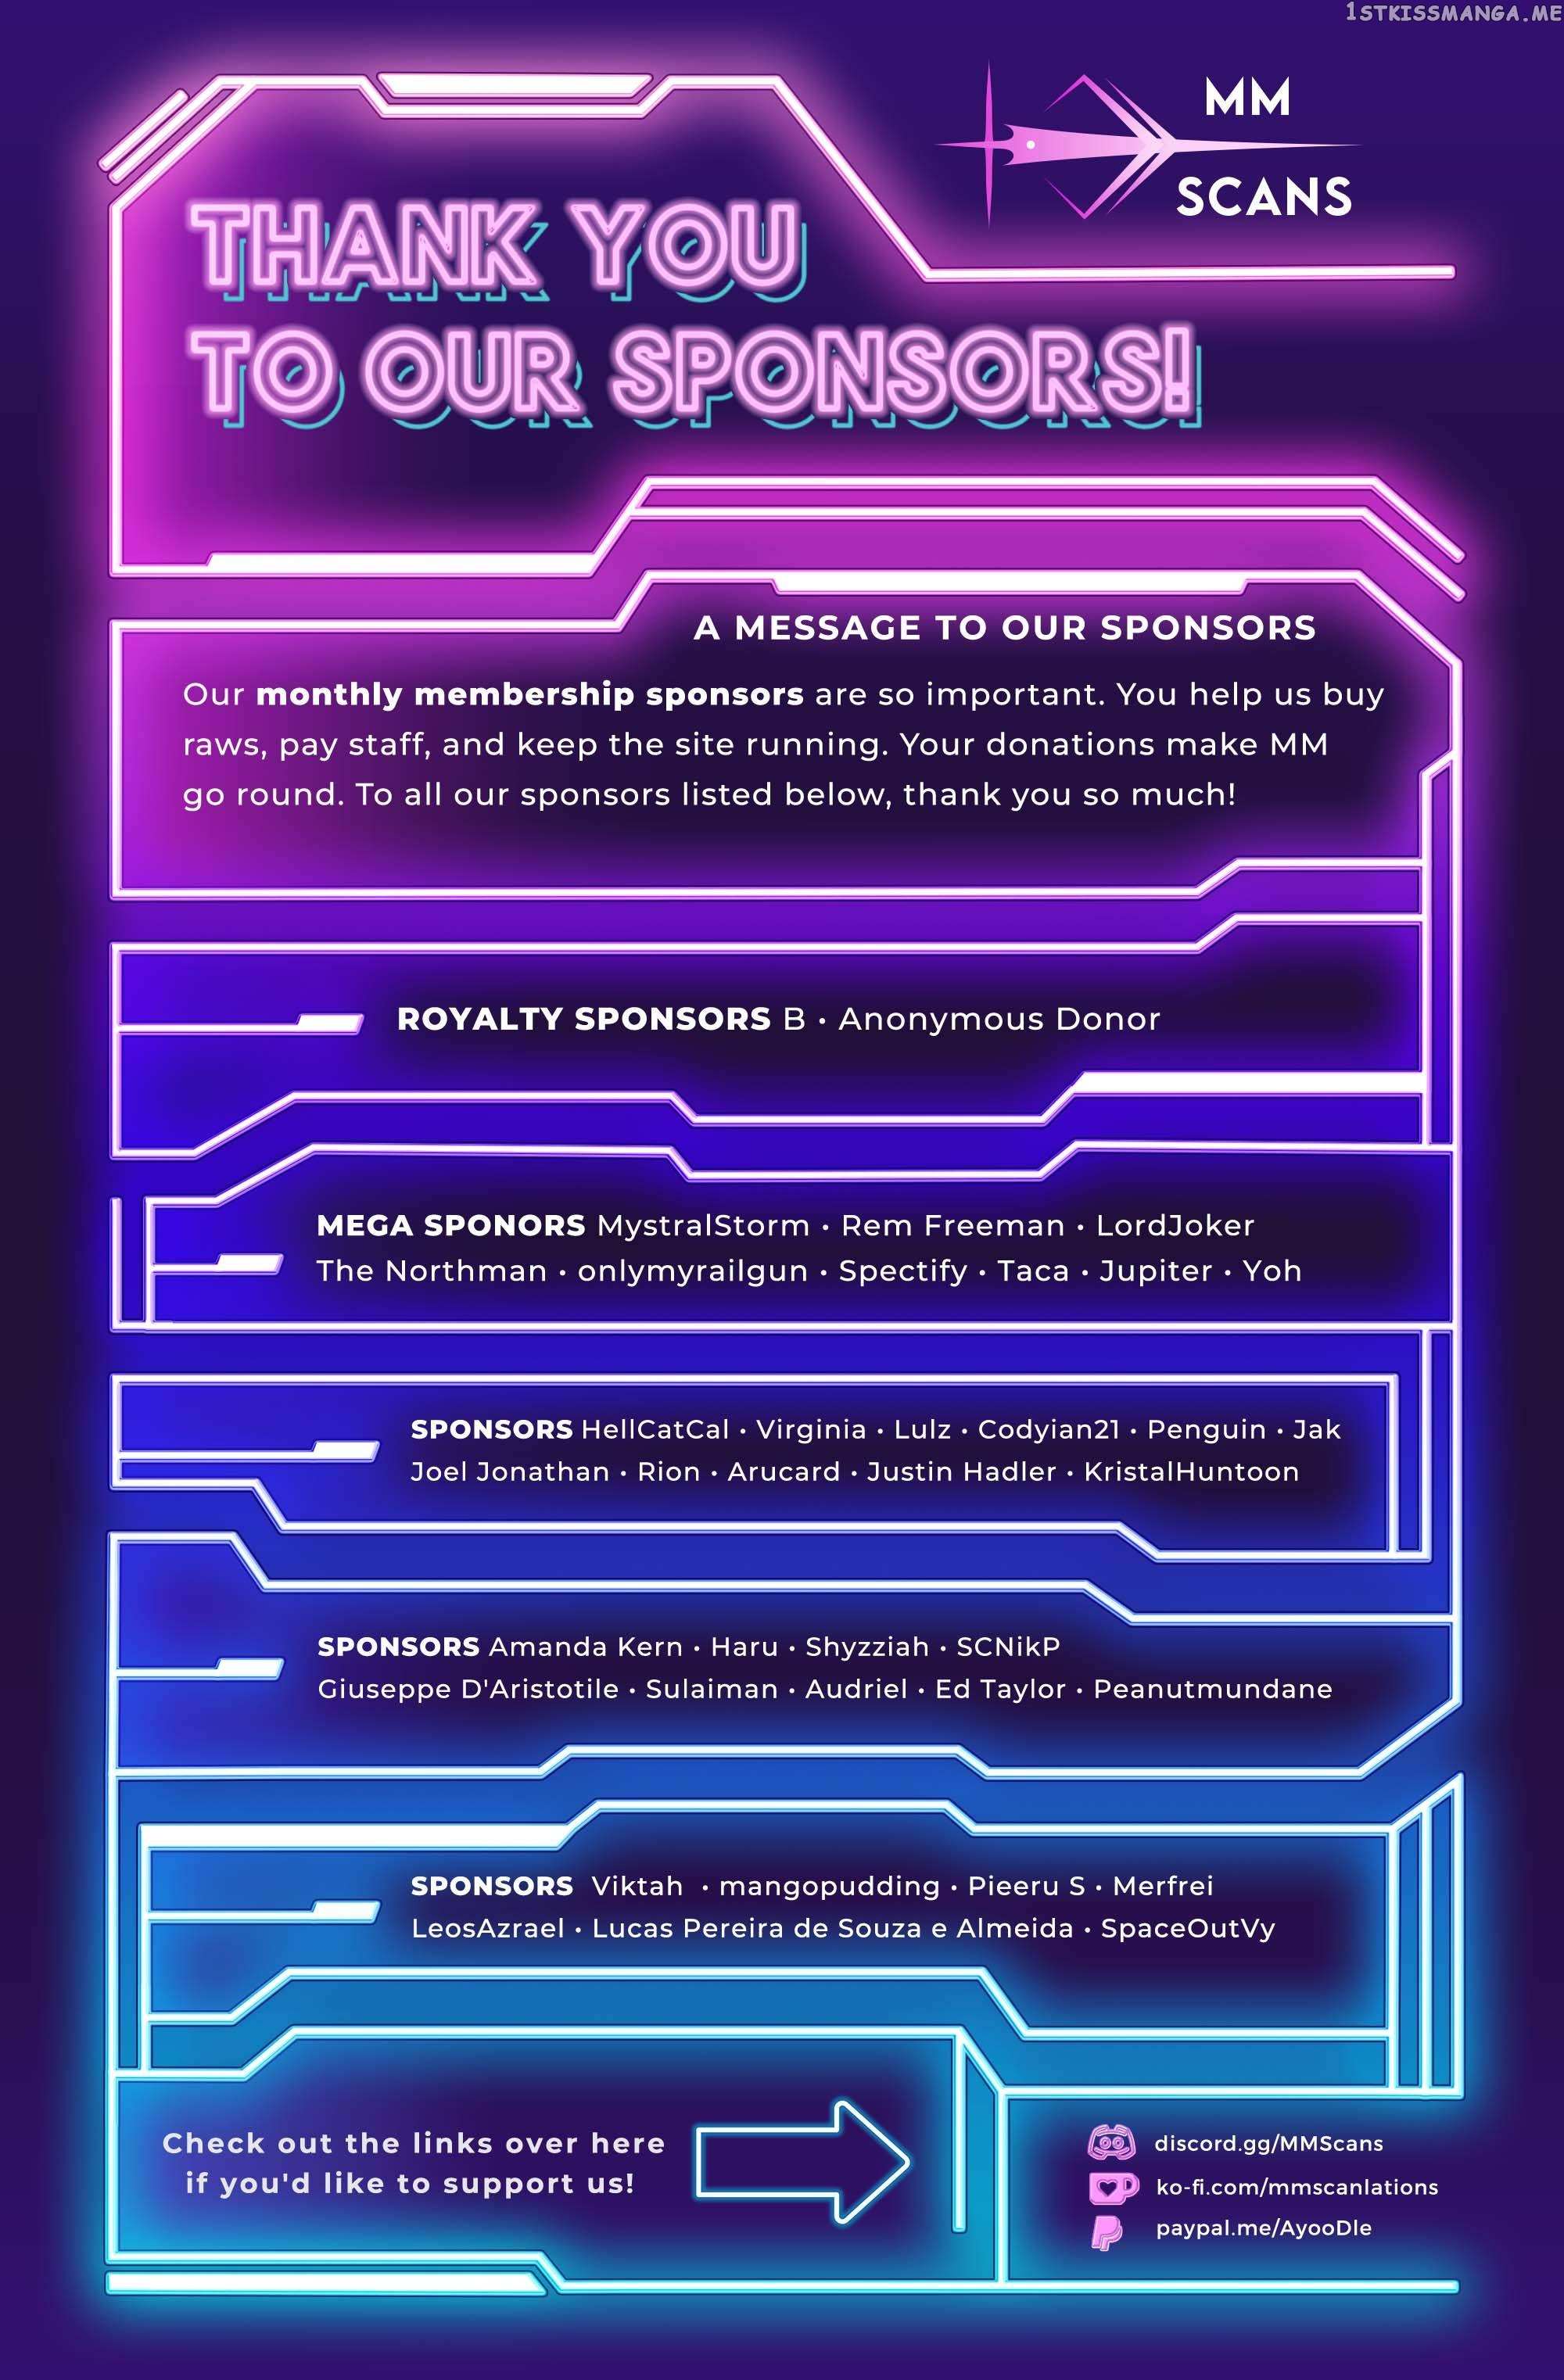 1STKISSMANGA.ME
MM
SCANS
THANK YOU
TO OUR SPONSORS!
A MESSAGE TO OUR SPONSORS
Our monthly membership sponsors are so important. You help us buy
raws, pay staff, and keep the site running. Your donations make MM
go round. To all our sponsors listed below, thank you so much!
ROYALTY SPONSORS B • Anonymous Donor
MEGA SPONORS MystralStorm • Rem Freeman • LordJoker
The Northman • onlymyrailgun • Spectify • Taca • Jupiter • Yoh
SPONSORS HellCatCal • Virginia • Lulz • Codyian21 • Penguin • Jak
Joel Jonathan • Rion • Arucard • Justin Hadler • KristalHuntoon
SPONSORS Amanda Kern • Haru • Shyzziah • SCNikP
Giuseppe D'Aristotile • Sulaiman • Audriel • Ed Taylor • Peanutmundane
SPONSORS Viktah • mangopudding • Pieeru S • Merfrei
LeosAzrael • Lucas Pereira de Souza e Almeida • SpaceOutVy
Check out the links over here
if you'd like to support us!
discord.gg/MMScans
ko-fi.com/mmscanlations
paypal.me/AyooDle